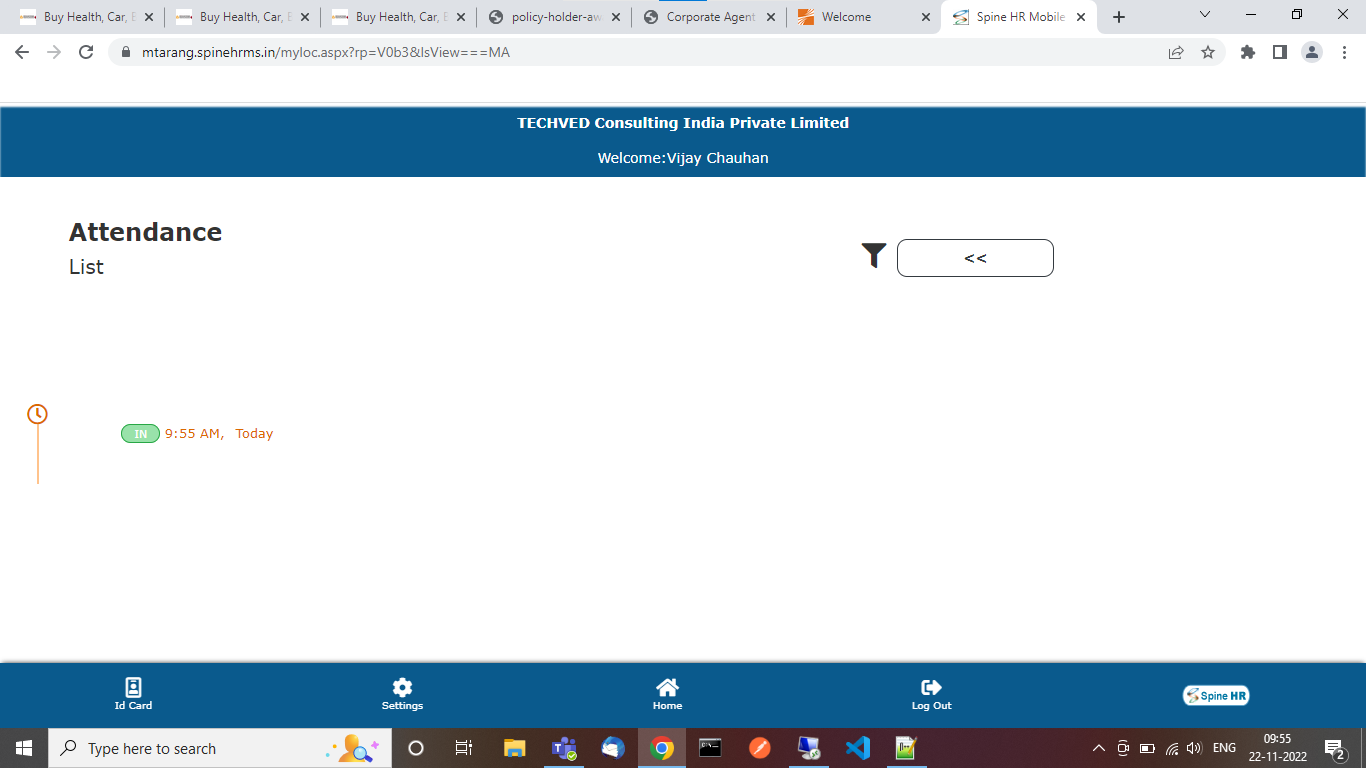 Buy Health, Car, B
Buy Health, Car, B
Buy Health, Car, B
policy-holder-aw
Corporate Agent
Welcome
Spine HR Mobile
mtarang.spinehrms.in/myloc.aspx?rp=V0b3&IsView===MA
TECHVED Consulting India Private Limited
Welcome:Vijay Chauhan
Attendance
List
<<
IN 9:55 AM, Today
Id Card
Settings
Home
Log Out
Spine HR
Type here to search
ENG
09:55
22-11-2022
2